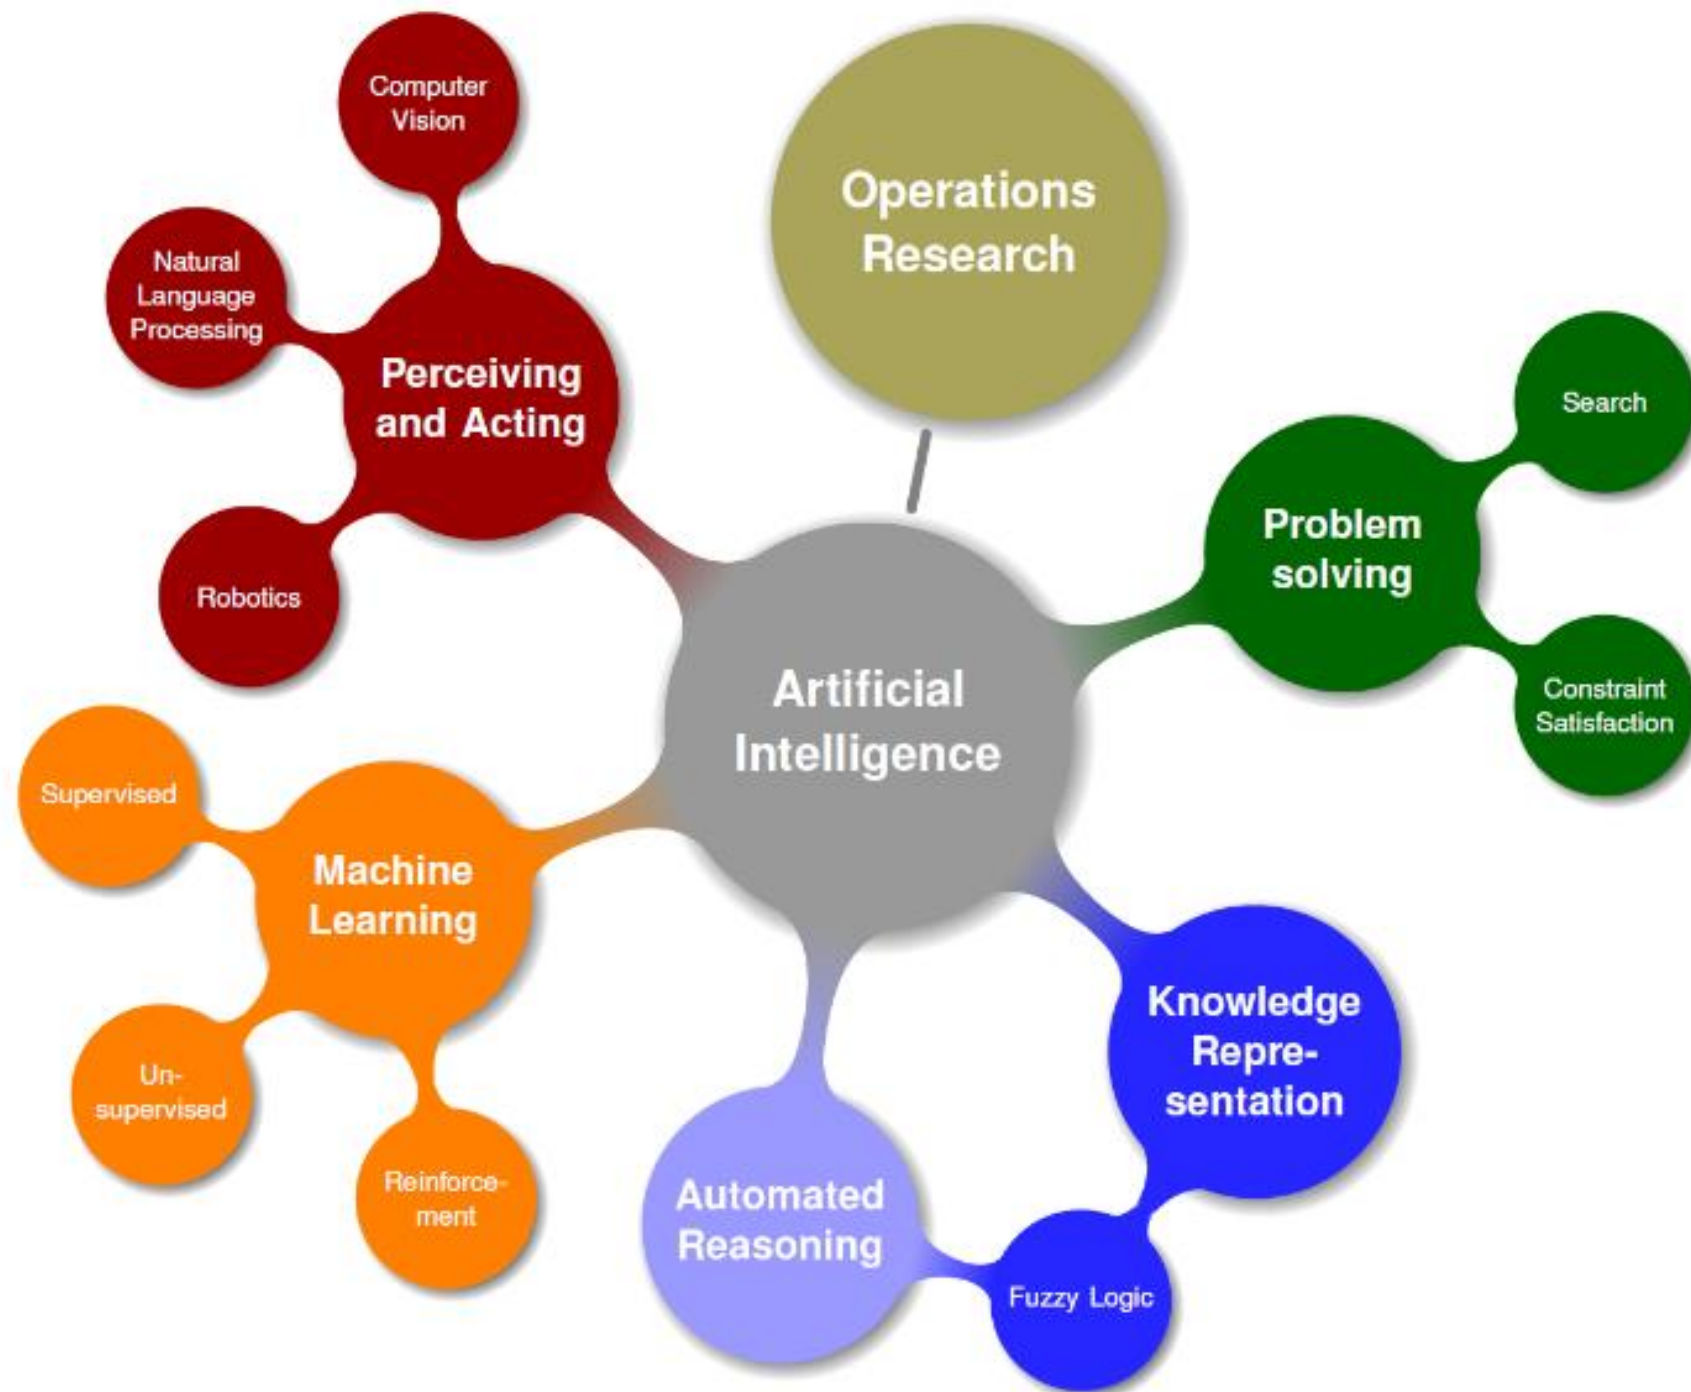 Computer
Vision
Operations
Research
Natural
Language
Processing
Perceiving
and Acting
Search
Problem
solving
Robotics
Constraint
Satisfaction
Artificial
Intelligence
Supervised
Machine
Learning
Knowledge
Repre-
sentation
Un-
supervised
Reinforce-
ment
Automated
Reasoning
Fuzzy Logic